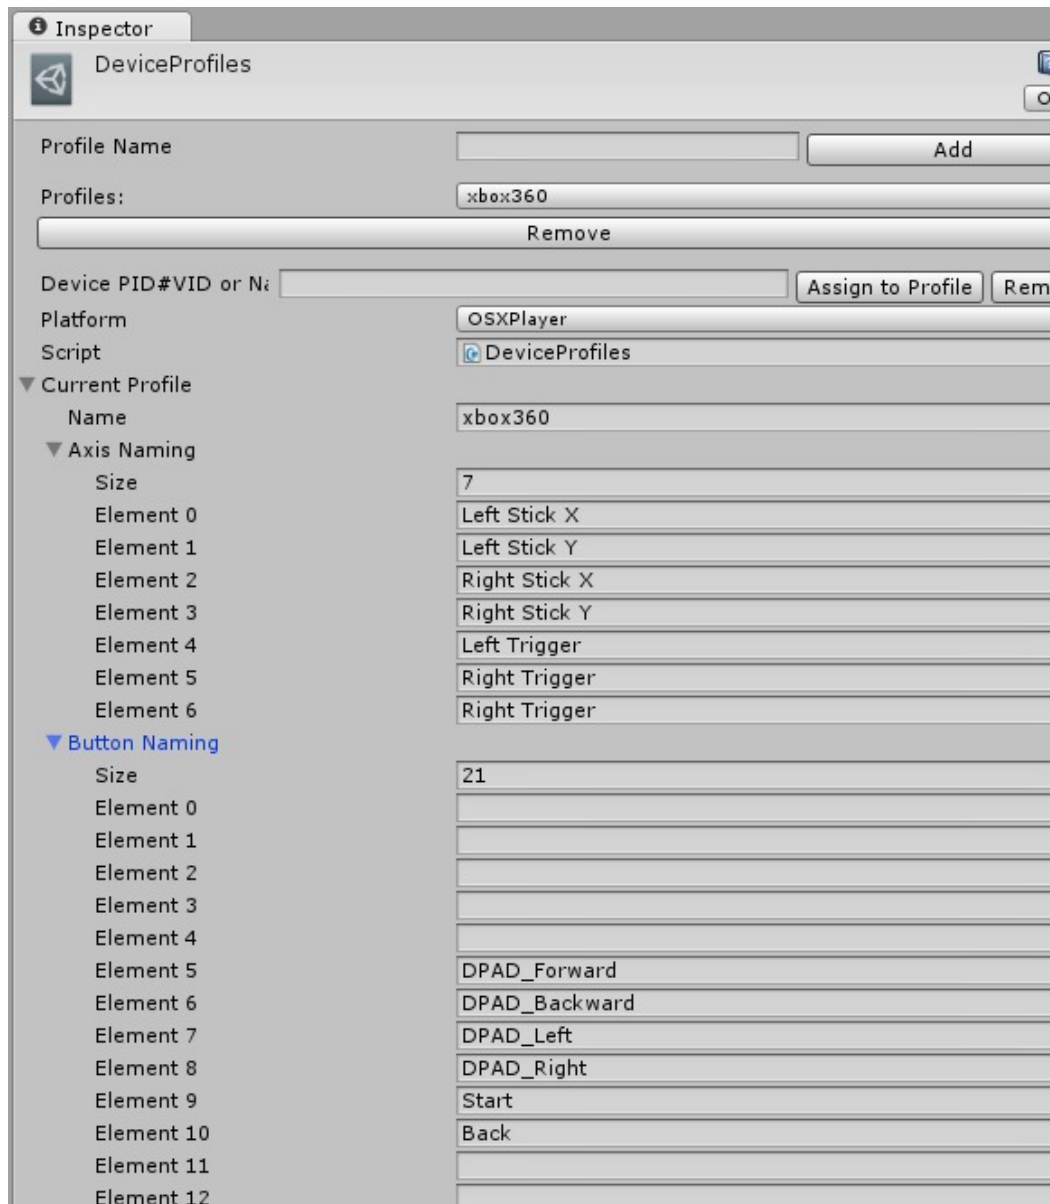 Inspector
DeviceProfiles
O
Profile Name Add
Profiles: xbox360
Remove
Device PID#VID or Na Assign to Profile Rem
Platform OSXPlayer
Script DeviceProfiles
Current Profile
Name xbox360
Axis Naming
Size 7
Element 0 Left Stick X
Element 1 Left Stick Y
Element 2 Right Stick X
Element 3 Right Stick Y
Element 4 Left Trigger
Element 5 Right Trigger
Element 6 Right Trigger
Button Naming
Size 21
Element 0
Element 1
Element 2
Element 3
Element 4
Element 5 DPAD_Forward
Element 6 DPAD_Backward
Element 7 DPAD_Left
Element 8 DPAD_Right
Element 9 Start
Element 10 Back
Element 11
Element 12